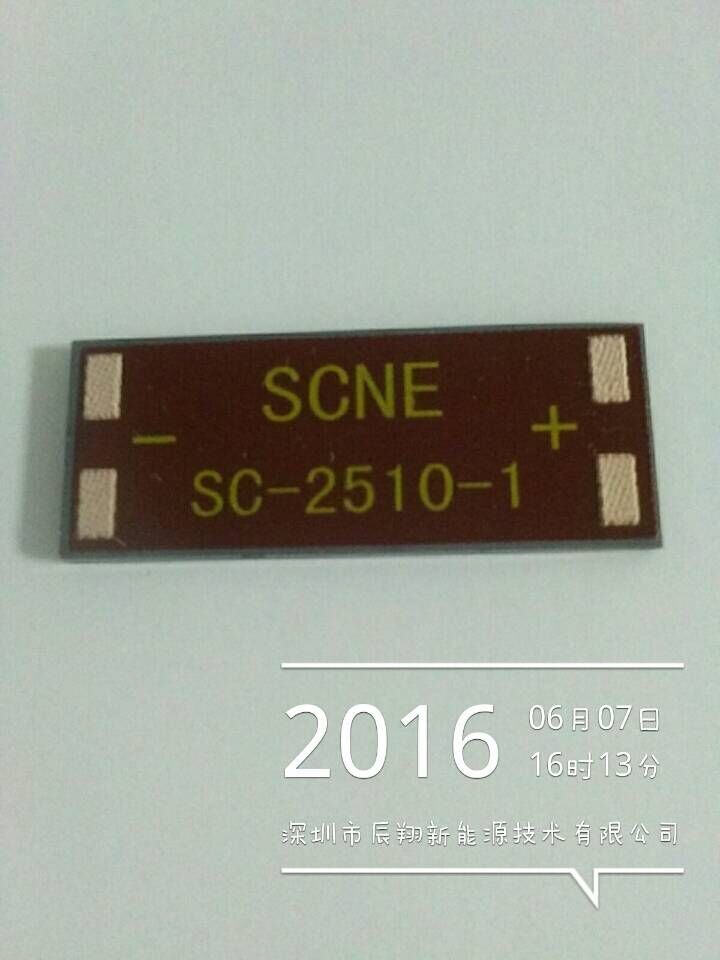 SCNE
- +
SC-2510-1
2016
06月07日
16时13分
深圳市辰翔新能源技术有限公司